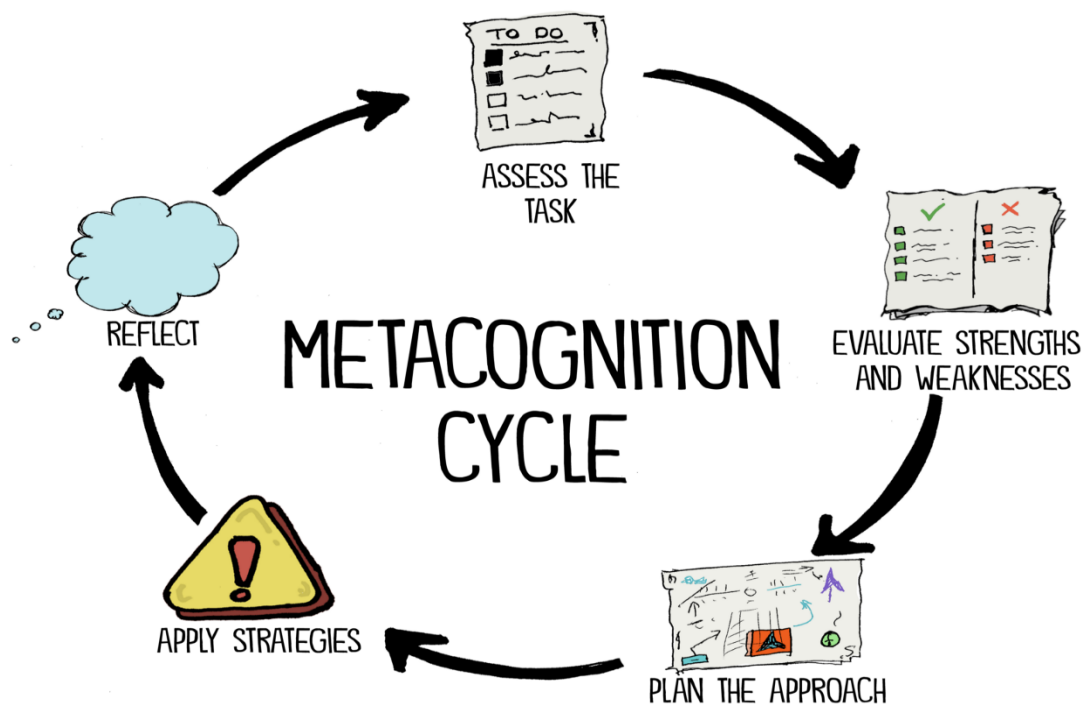 TO DO
ASSESS THE
TASK
EVALUATE STRENGTHS
AND WEAKNESSES
PLAN THE APPROACH
APPLY STRATEGIES
REFLECT
METACOGNITION
CYCLE